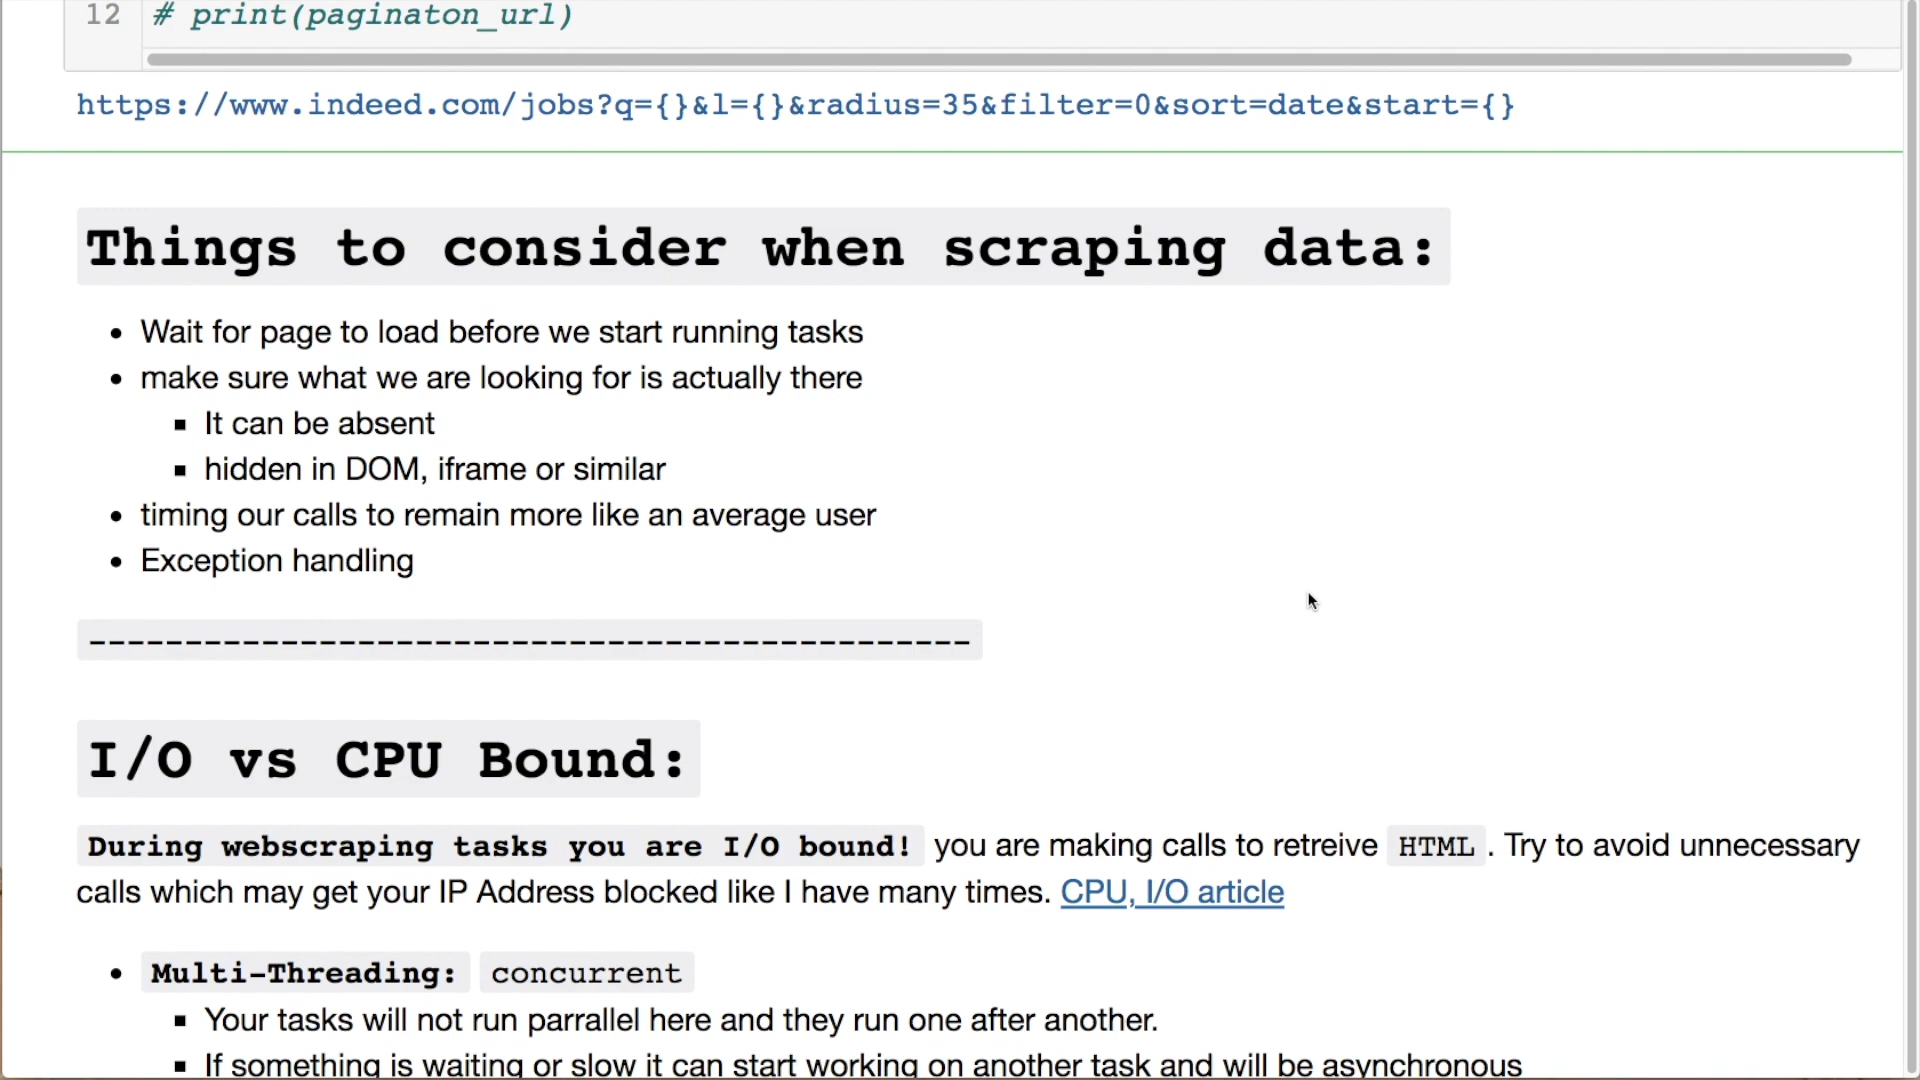 12 # print(paginaton_url)
https://www.indeed.com/jobs?q={}&l={}&radius=35&filter=0&sort=date&start={}
Things to consider when scraping data:
• Wait for page to load before we start running tasks
• make sure what we are looking for is actually there
▪ It can be absent
▪ hidden in DOM, iframe or similar
• timing our calls to remain more like an average user
• Exception handling
----------------------------------------------
I/O vs CPU Bound:
During webscraping tasks you are I/O bound! you are making calls to retreive HTML . Try to avoid unnecessary
calls which may get your IP Address blocked like I have many times. CPU, I/O article
• Multi-Threading: concurrent
▪ Your tasks will not run parrallel here and they run one after another.
▪ If something is waiting or slow it can start working on another task and will be asynchronous